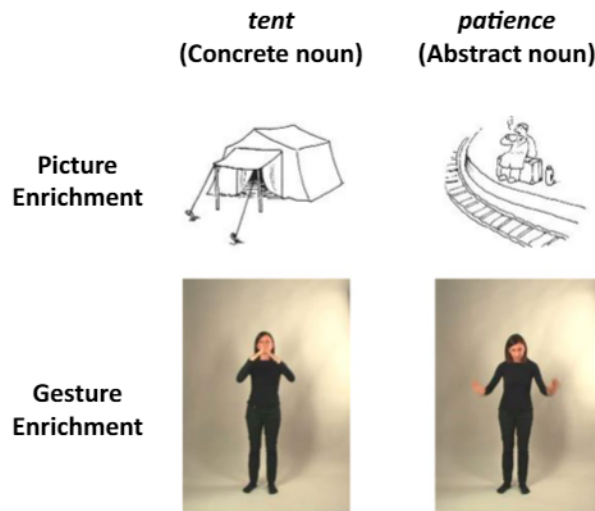 tent
(Concrete noun)
patience
(Abstract noun)
Picture
Enrichment
Gesture
Enrichment